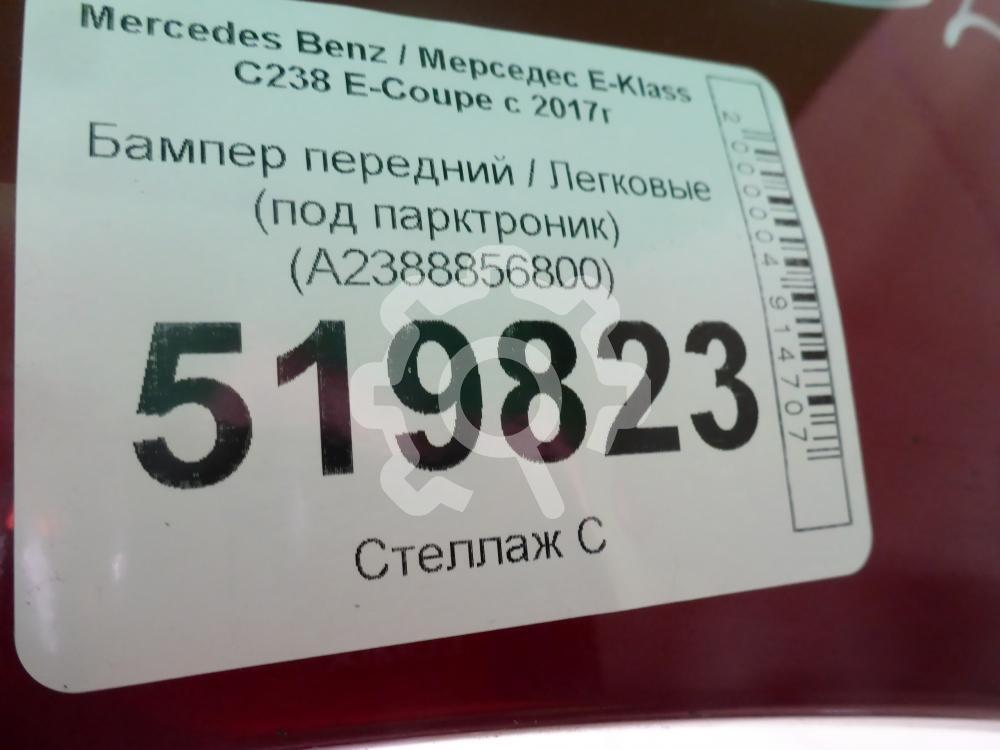 Mercedes Benz / Мерседес E-Klass
C238 E-Coupe с 2017г
Бампер передний / Легковые
(под парктроник)
(A2388856800)
519823
Стеллаж С
2000004914707